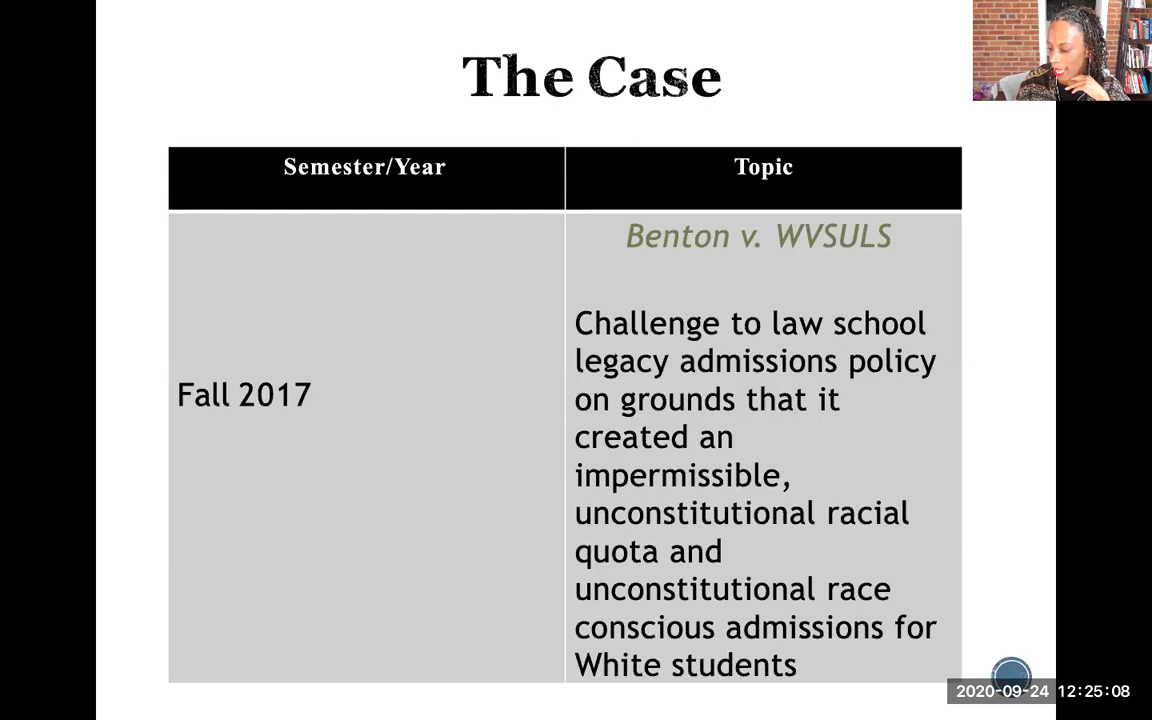 The Case
Semester/Year
Topic
Benton v. WVSULS
Fall 2017
Challenge to law school
legacy admissions policy
on grounds that it
created an
impermissible,
unconstitutional racial
quota and
unconstitutional race
conscious admissions for
White students
2020-09-24 12:25:08